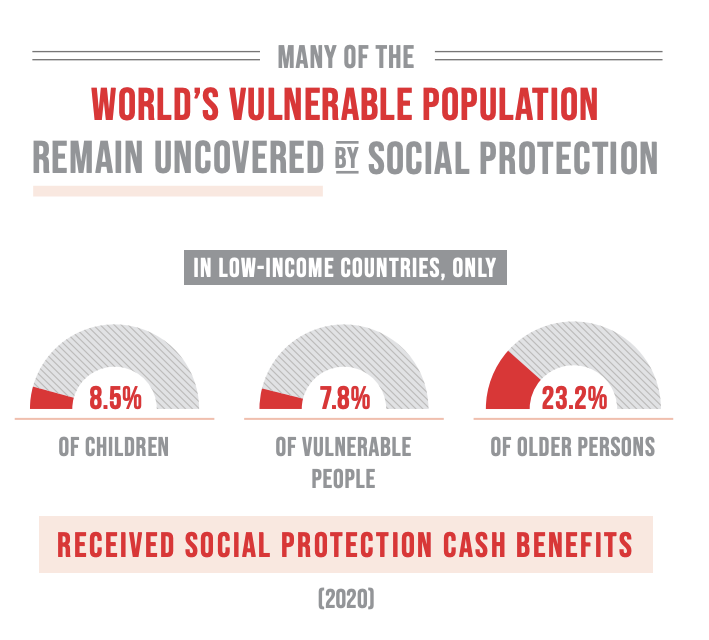 MANY OF THE
WORLD'S VULNERABLE POPULATION
REMAIN UNCOVERED BY SOCIAL PROTECTION
IN LOW-INCOME COUNTRIES, ONLY
8.5% 7.8% 23.2%
OF CHILDREN OF VULNERABLE OF OLDER PERSONS
PEOPLE
RECEIVED SOCIAL PROTECTION CASH BENEFITS
(2020)